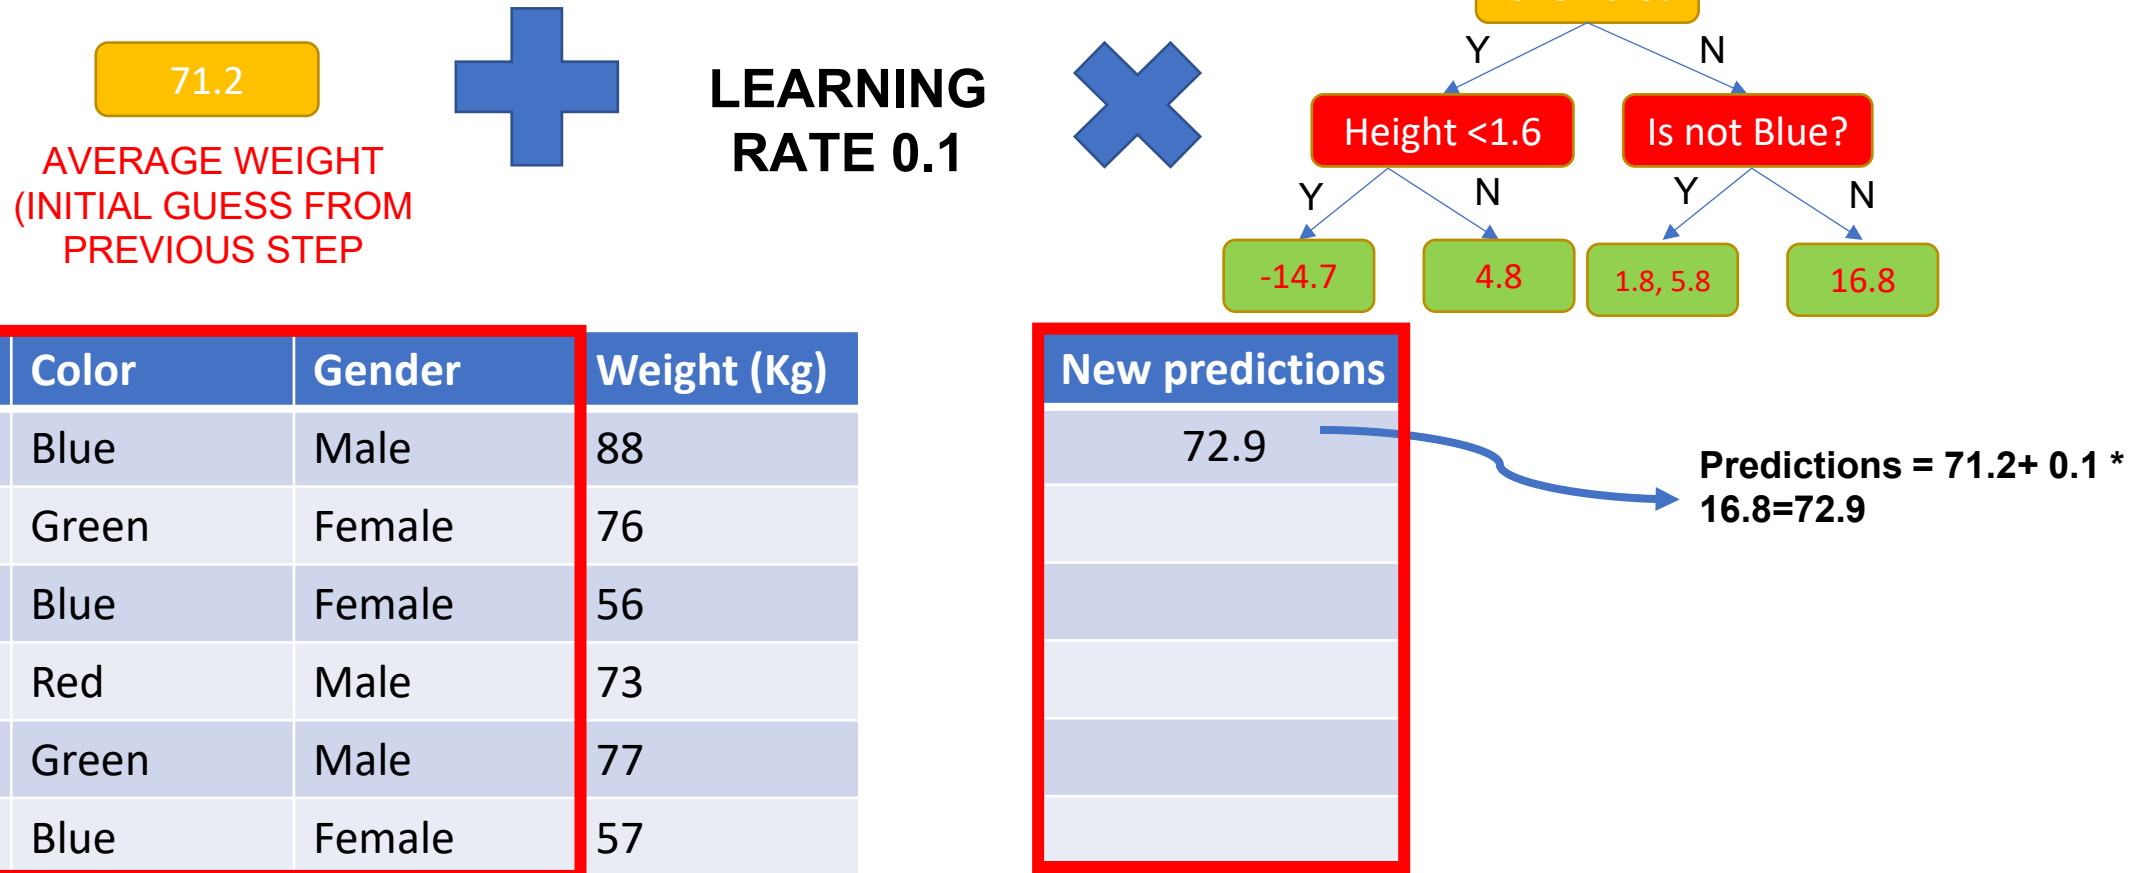 71.2
AVERAGE WEIGHT
(INITIAL GUESS FROM
PREVIOUS STEP
LEARNING
RATE 0.1
Y
N
Height <1.6
Is not Blue?
Y
N
Y
N
-14.7
4.8
1.8, 5.8
16.8
Color Gender Weight (Kg)
Blue Male 88
Green Female 76
Blue Female 56
Red Male 73
Green Male 77
Blue Female 57
New predictions
72.9
Predictions = 71.2+ 0.1 *
16.8=72.9